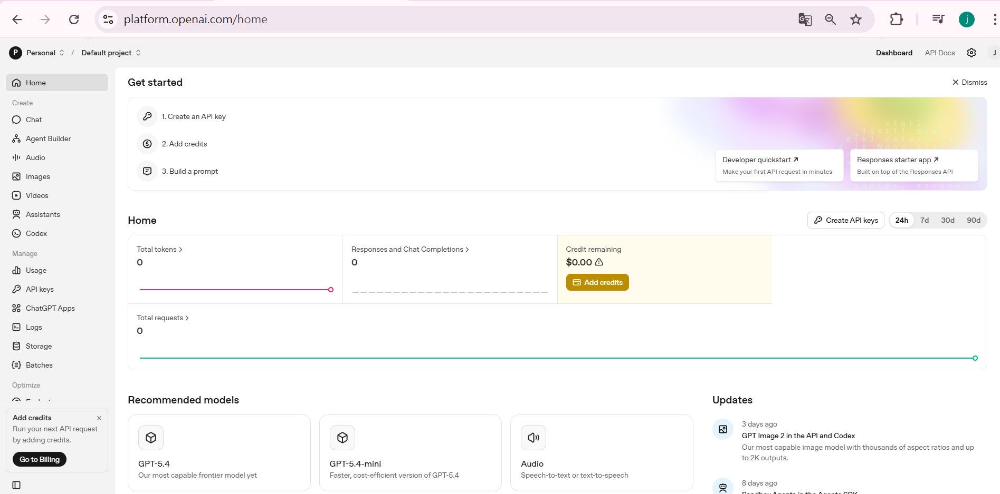 platform.openai.com/home
j
P Personal / Default project
Dashboard API Docs J
Home
Create
Chat
Agent Builder
Audio
Images
Videos
Assistants
Codex
Manage
Usage
API keys
ChatGPT Apps
Logs
Storage
Batches
Optimize
Add credits
Run your next API request
by adding credits.
Go to Billing
Get started
Dismiss
1. Create an API key
2. Add credits
3. Build a prompt
Developer quickstart
Make your first API request in minutes
Responses starter app
Built on top of the Responses API
Home
Create API keys
24h 7d 30d 90d
Total tokens
0
Responses and Chat Completions
0
Credit remaining
$0.00
Add credits
Total requests
0
Recommended models
GPT-5.4
Our most capable frontier model yet
GPT-5.4-mini
Faster, cost-efficient version of GPT-5.4
Audio
Speech-to-text or text-to-speech
Updates
3 days ago
GPT Image 2 in the API and Codex
Our most capable image model with thousands of aspect ratios and up
to 2K outputs.
8 days ago
Sandbox Agents in the Agents SDK